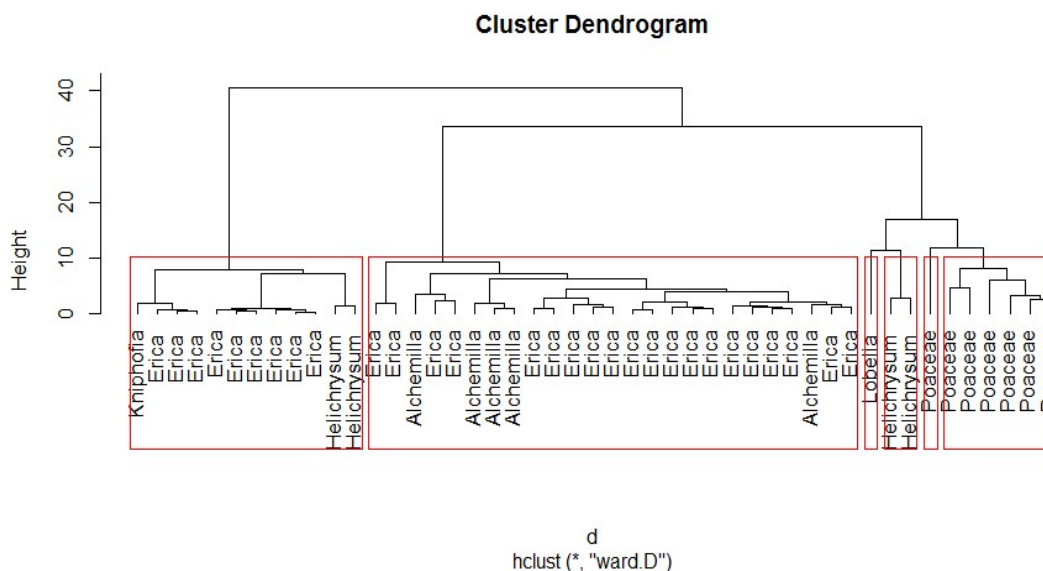 Cluster Dendrogram
Height
40
30
20
10
0
Kniphofia
Erica
Erica
Erica
Erica
Erica
Erica
Erica
Erica
Erica
Helichrysum
Helichrysum
Erica
Erica
Alchemilla
Erica
Erica
Alchemilla
Alchemilla
Alchemilla
Erica
Erica
Erica
Erica
Erica
Erica
Erica
Erica
Erica
Erica
Erica
Erica
Erica
Erica
Alchemilla
Erica
Erica
Lobelia
Helichrysum
Helichrysum
Poaceae
Poaceae
Poaceae
Poaceae
Poaceae
Poaceae
d
hclust (*, "ward.D")